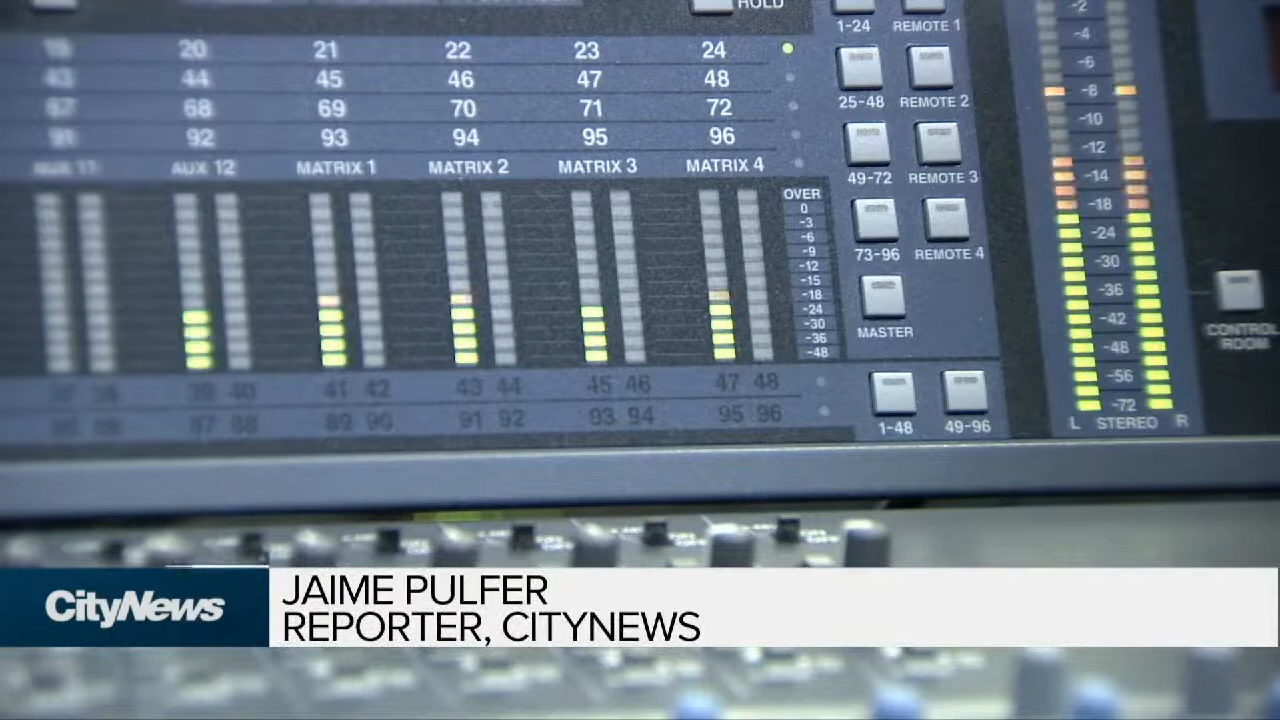 HOLD
1-24 REMOTE 1
19 20 21 22 23 24
43 44 45 46 47 48
67 68 69 70 71 72
91 92 93 94 95 96
AUX 11 AUX 12 MATRIX 1 MATRIX 2 MATRIX 3 MATRIX 4
OVER
0
-3
-6
-9
-12
-15
-18
-24
-30
-36
-48
39 40 41 42 43 44 45 46 47 48
87 88 89 90 91 92 93 94 95 96
25-48 REMOTE 2
49-72 REMOTE 3
73-96 REMOTE 4
MASTER
1-48 49-96
-2
-4
-6
-8
-10
-12
-14
-18
-24
-30
-36
-42
-48
-56
-72
L STEREO R
CONTROL
ROOM
CityNews
JAIME PULFER
REPORTER, CITYNEWS